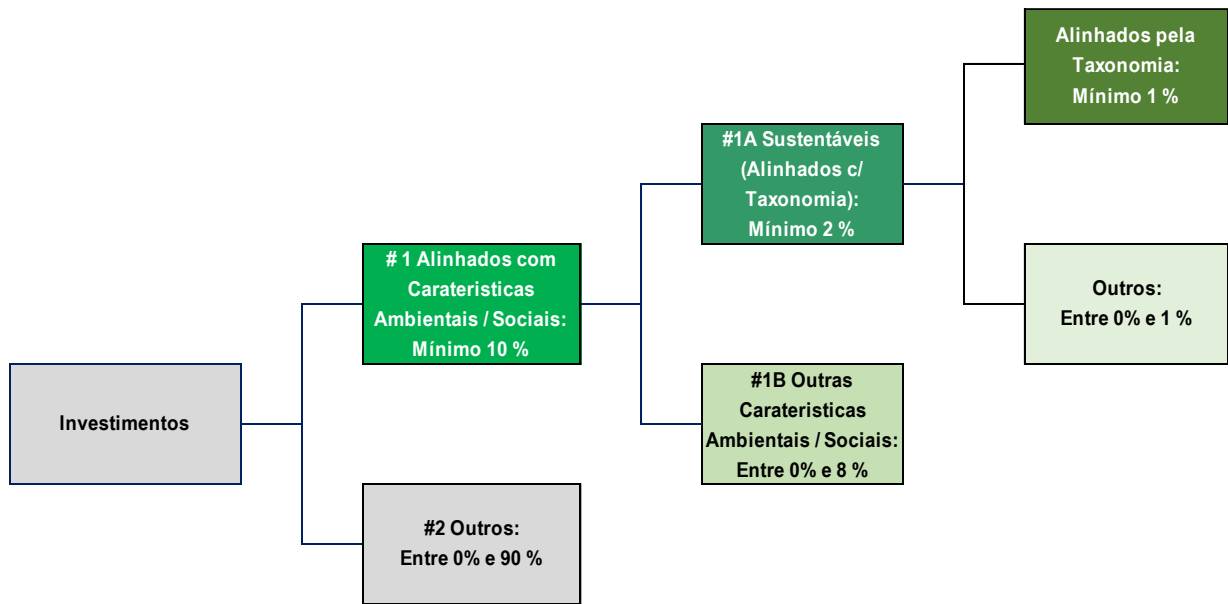 Investimentos
# 1 Alinhados com
Carateristicas
Ambientais / Sociais:
Mínimo 10 %
#2 Outros:
Entre 0% e 90 %
#1A Sustentáveis
(Alinhados c/
Taxonomia):
Mínimo 2 %
#1B Outras
Carateristicas
Ambientais / Sociais:
Entre 0% e 8 %
Alinhados pela
Taxonomia:
Mínimo 1 %
Outros:
Entre 0% e 1 %